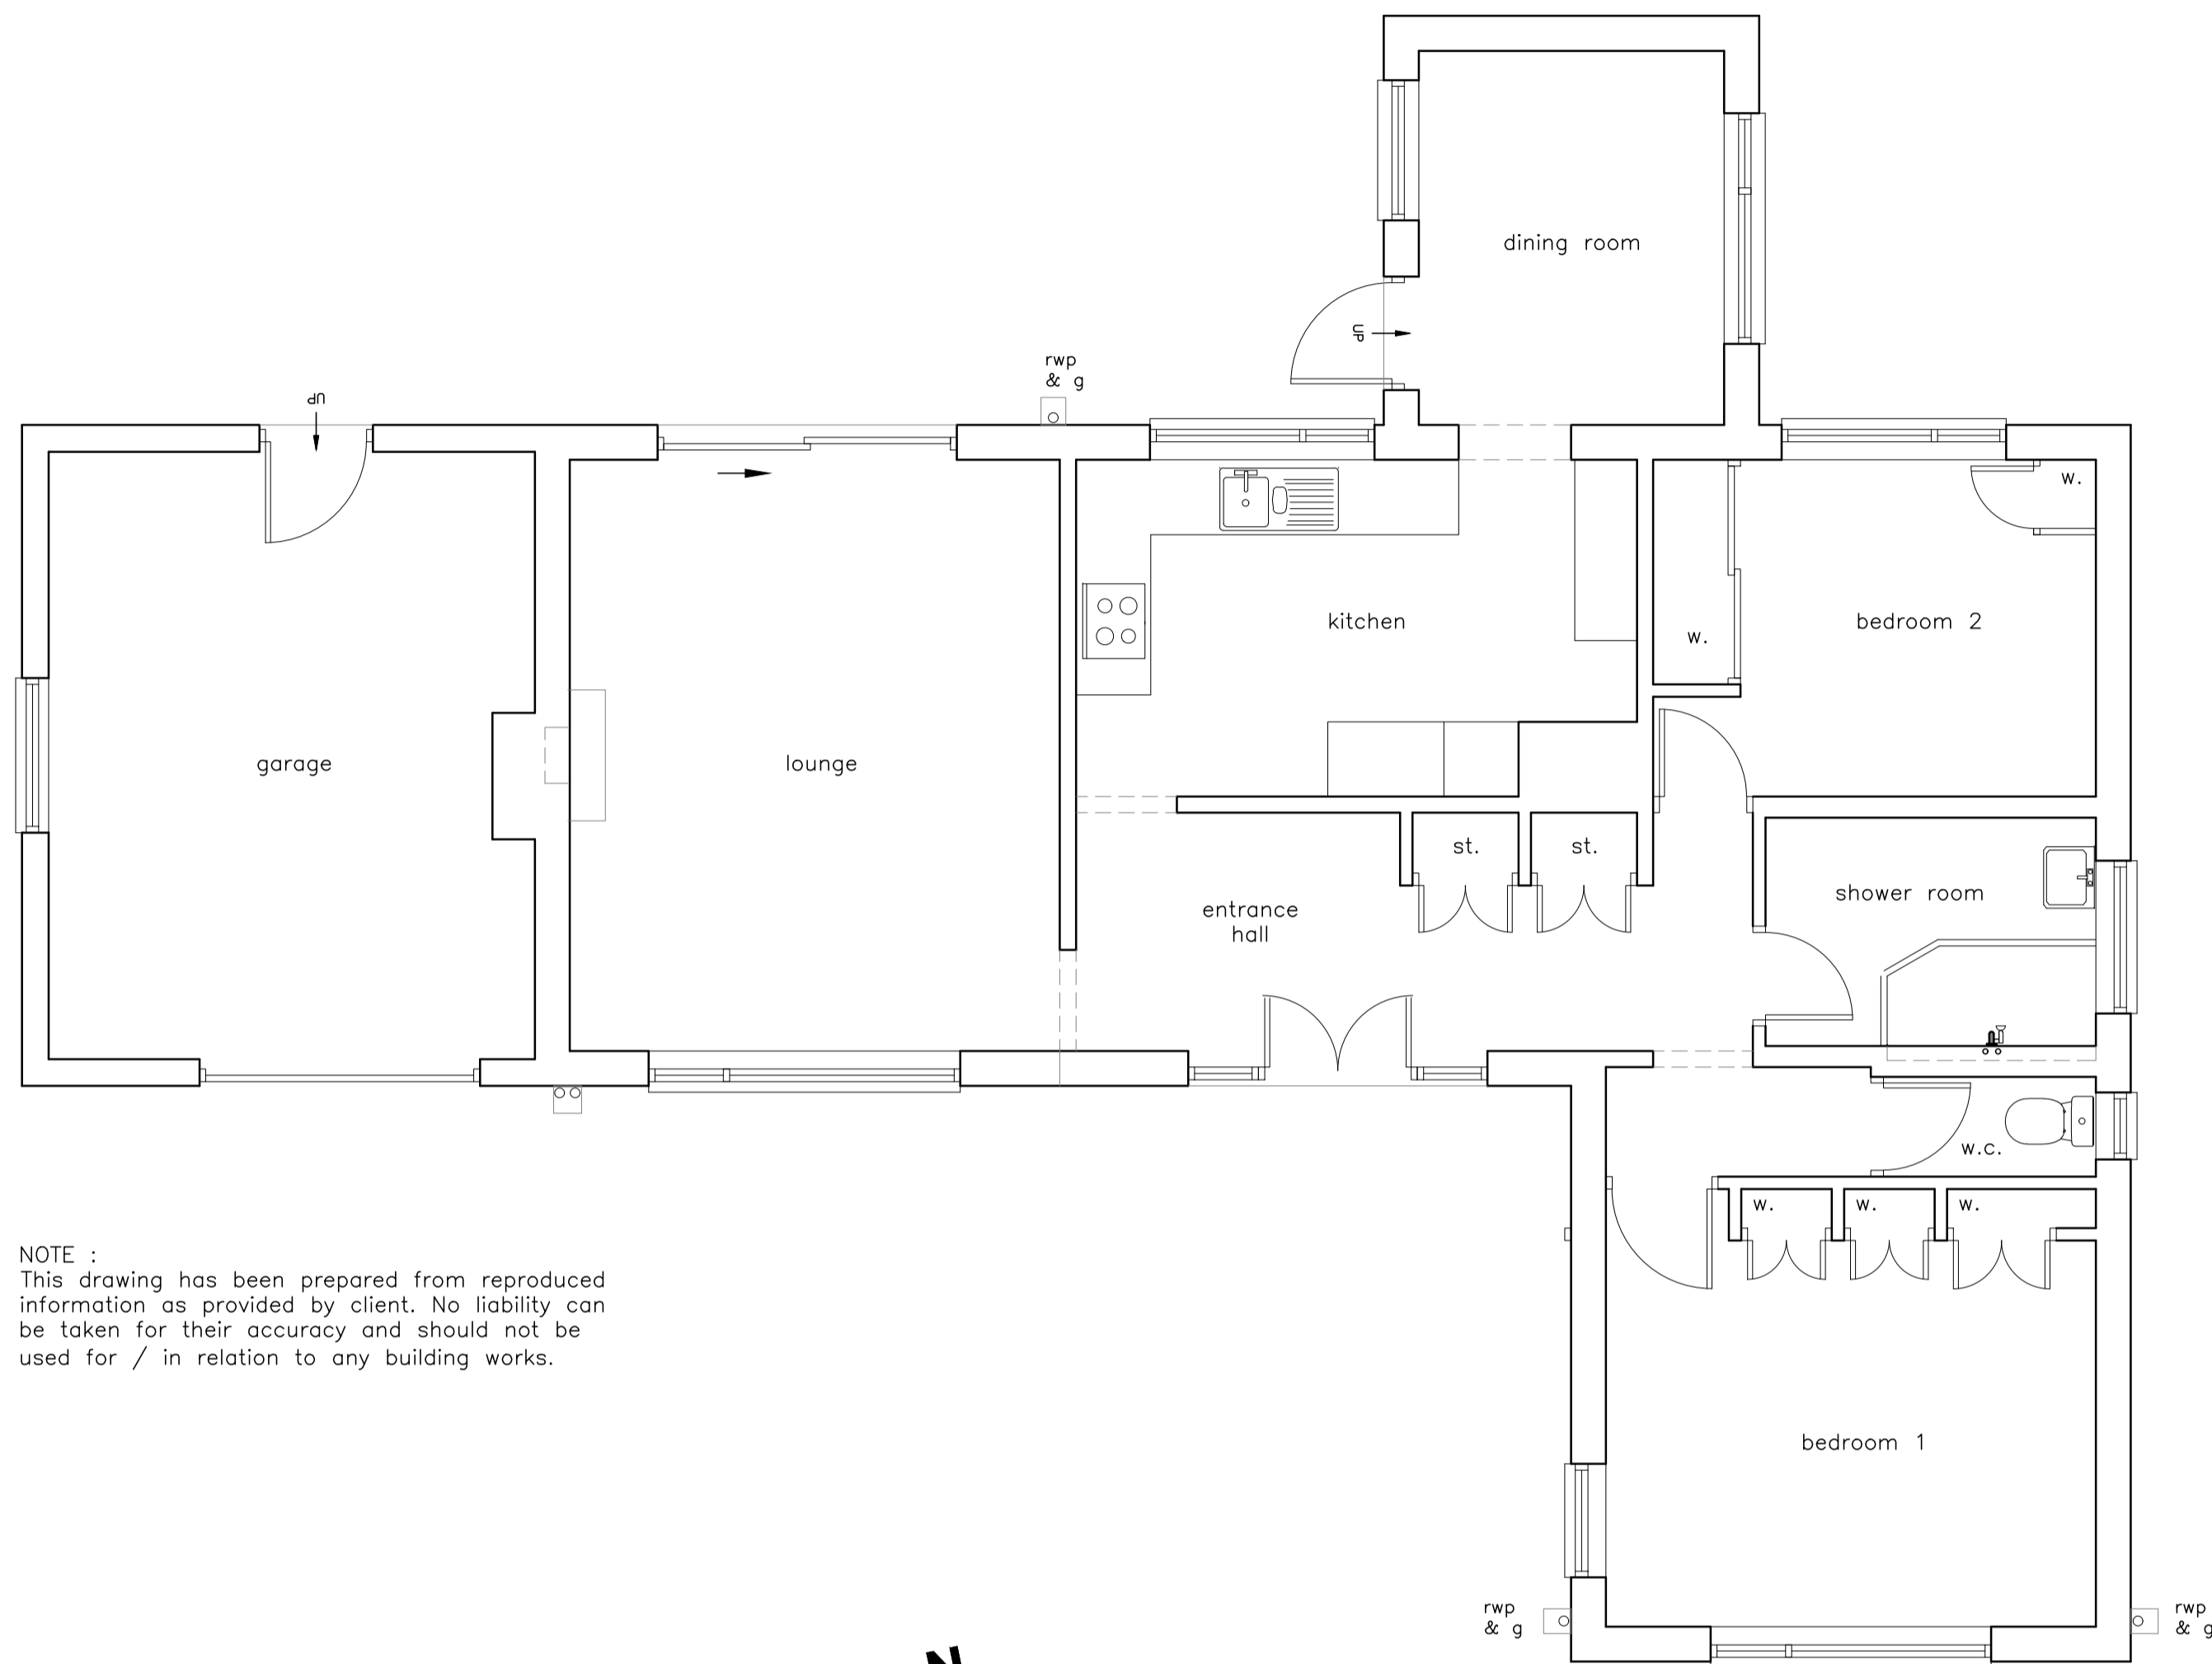 dining room
UP
rwp
& g
UP
w.
kitchen
bedroom 2
w.
garage
lounge
st.
st.
shower room
entrance
hall
w.c.
w.
w.
w.
NOTE :
This drawing has been prepared from reproduced
information as provided by client. No liability can
be taken for their accuracy and should not be
used for / in relation to any building works.
bedroom 1
rwp
& g
rwp
& g
N